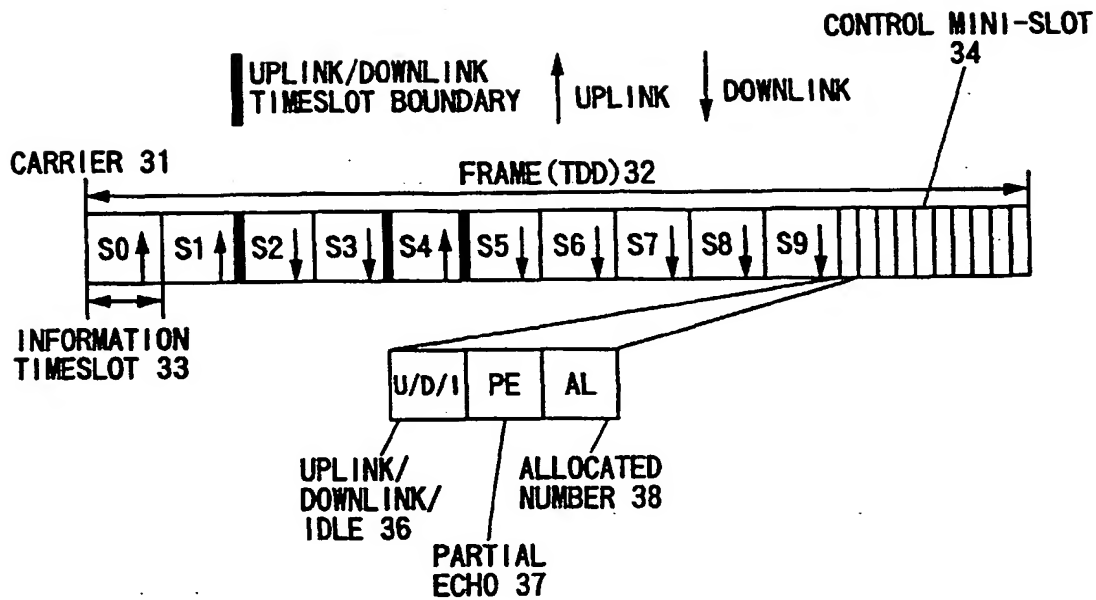 CONTROL MINI-SLOT
34
UPLINK/DOWNLINK
TIMESLOT BOUNDARY
UPLINK
DOWNLINK
CARRIER 31
FRAME(TDD)32
S0 S1 S2 S3 S4 S5 S6 S7 S8 S9
INFORMATION
TIMESLOT 33
U/D/I PE AL
UPLINK/
DOWNLINK/
IDLE 36
ALLOCATED
NUMBER 38
PARTIAL
ECHO 37